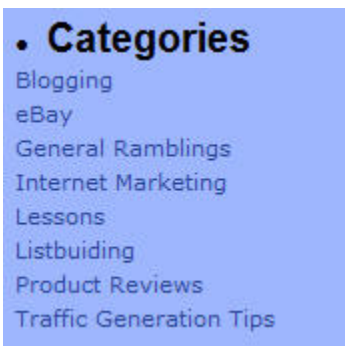 • Categories
Blogging
eBay
General Ramblings
Internet Marketing
Lessons
Listbuiding
Product Reviews
Traffic Generation Tips